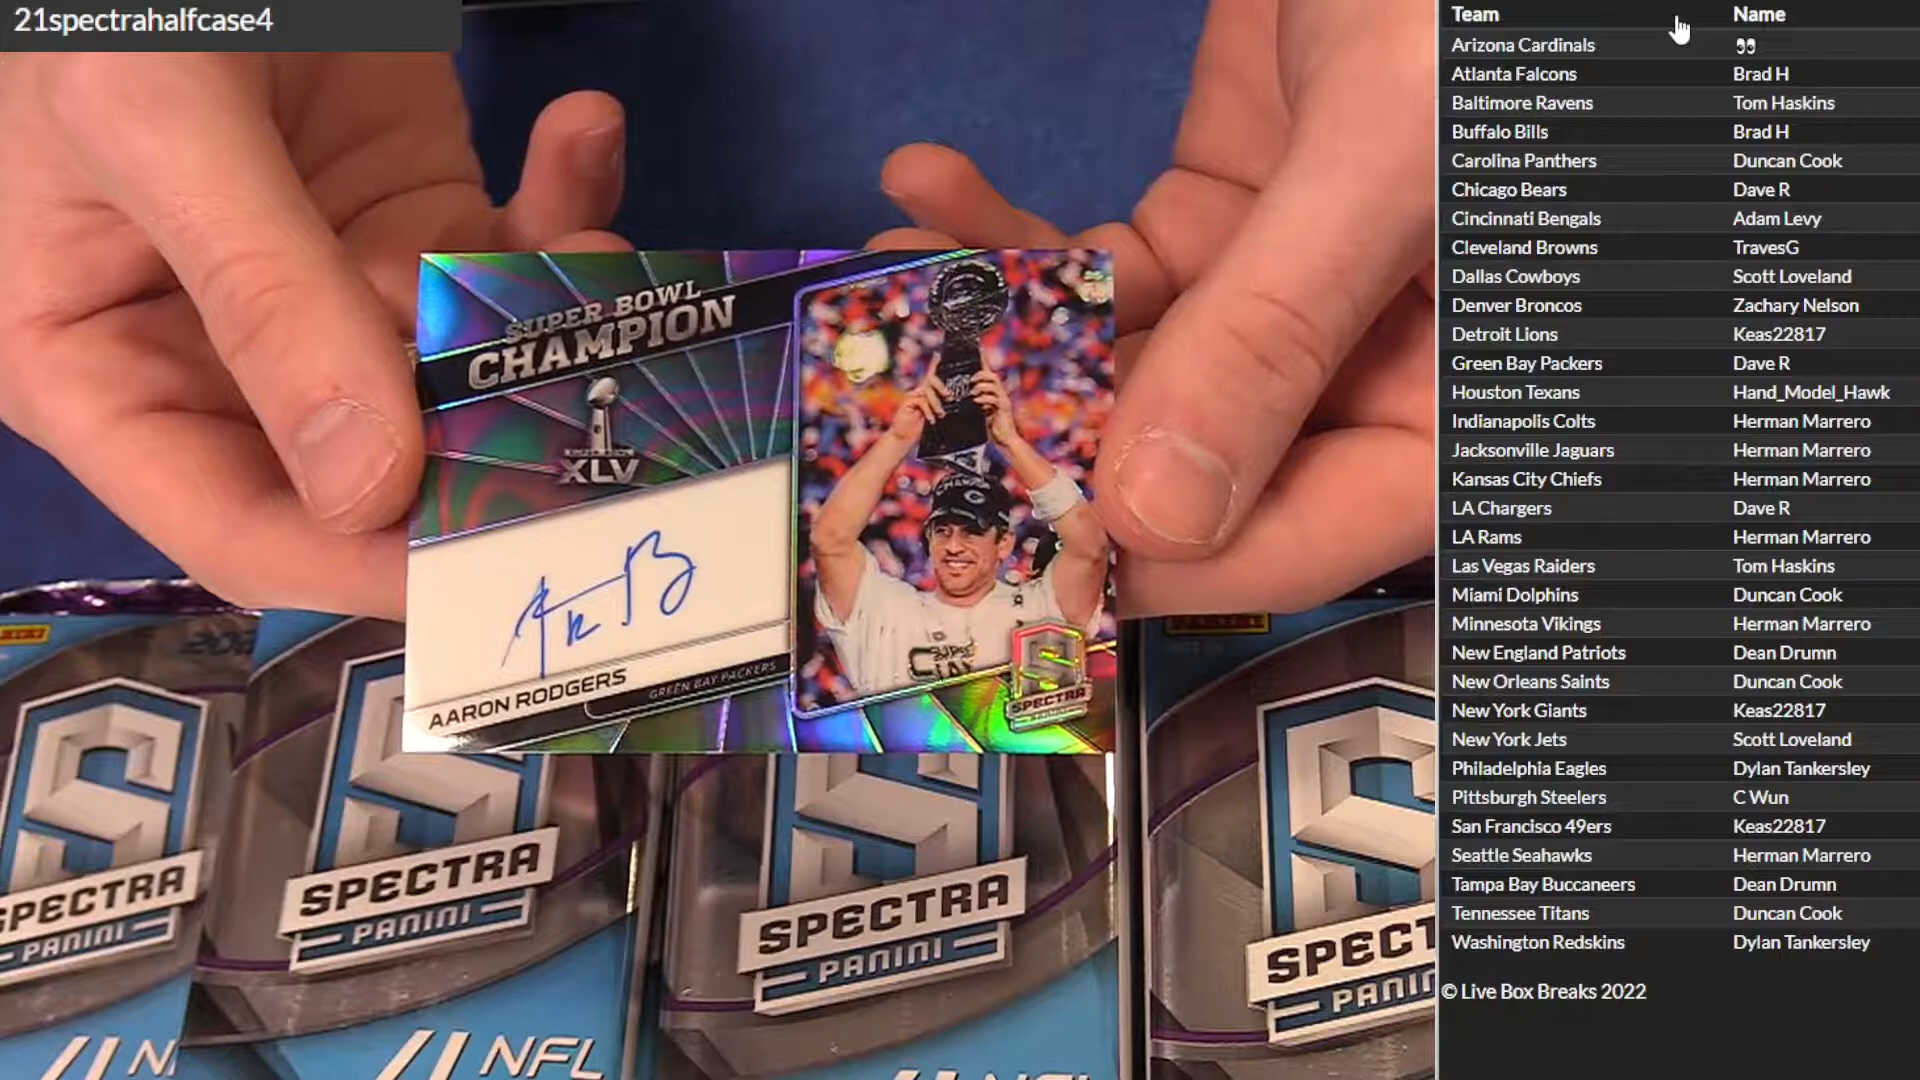 21spectrahalfcase4
Team Name
Arizona Cardinals 👀
Atlanta Falcons Brad H
Baltimore Ravens Tom Haskins
Buffalo Bills Brad H
Carolina Panthers Duncan Cook
Chicago Bears Dave R
Cincinnati Bengals Adam Levy
Cleveland Browns TravesG
Dallas Cowboys Scott Loveland
Denver Broncos Zachary Nelson
Detroit Lions Keas22817
Green Bay Packers Dave R
Houston Texans Hand_Model_Hawk
Indianapolis Colts Herman Marrero
Jacksonville Jaguars Herman Marrero
Kansas City Chiefs Herman Marrero
LA Chargers Dave R
LA Rams Herman Marrero
Las Vegas Raiders Tom Haskins
Miami Dolphins Duncan Cook
Minnesota Vikings Herman Marrero
New England Patriots Dean Drumn
New Orleans Saints Duncan Cook
New York Giants Keas22817
New York Jets Scott Loveland
Philadelphia Eagles Dylan Tankersley
Pittsburgh Steelers C Wun
San Francisco 49ers Keas22817
Seattle Seahawks Herman Marrero
Tampa Bay Buccaneers Dean Drumn
Tennessee Titans Duncan Cook
Washington Redskins Dylan Tankersley
© Live Box Breaks 2022
SUPER BOWL
CHAMPION
XLV
AARON RODGERS
GREEN BAY PACKERS
SPECTRA
SPECTRA
PANINI
SPECTRA
PANINI
SPECTRA
PANINI
SPECT
PANINI
NFL